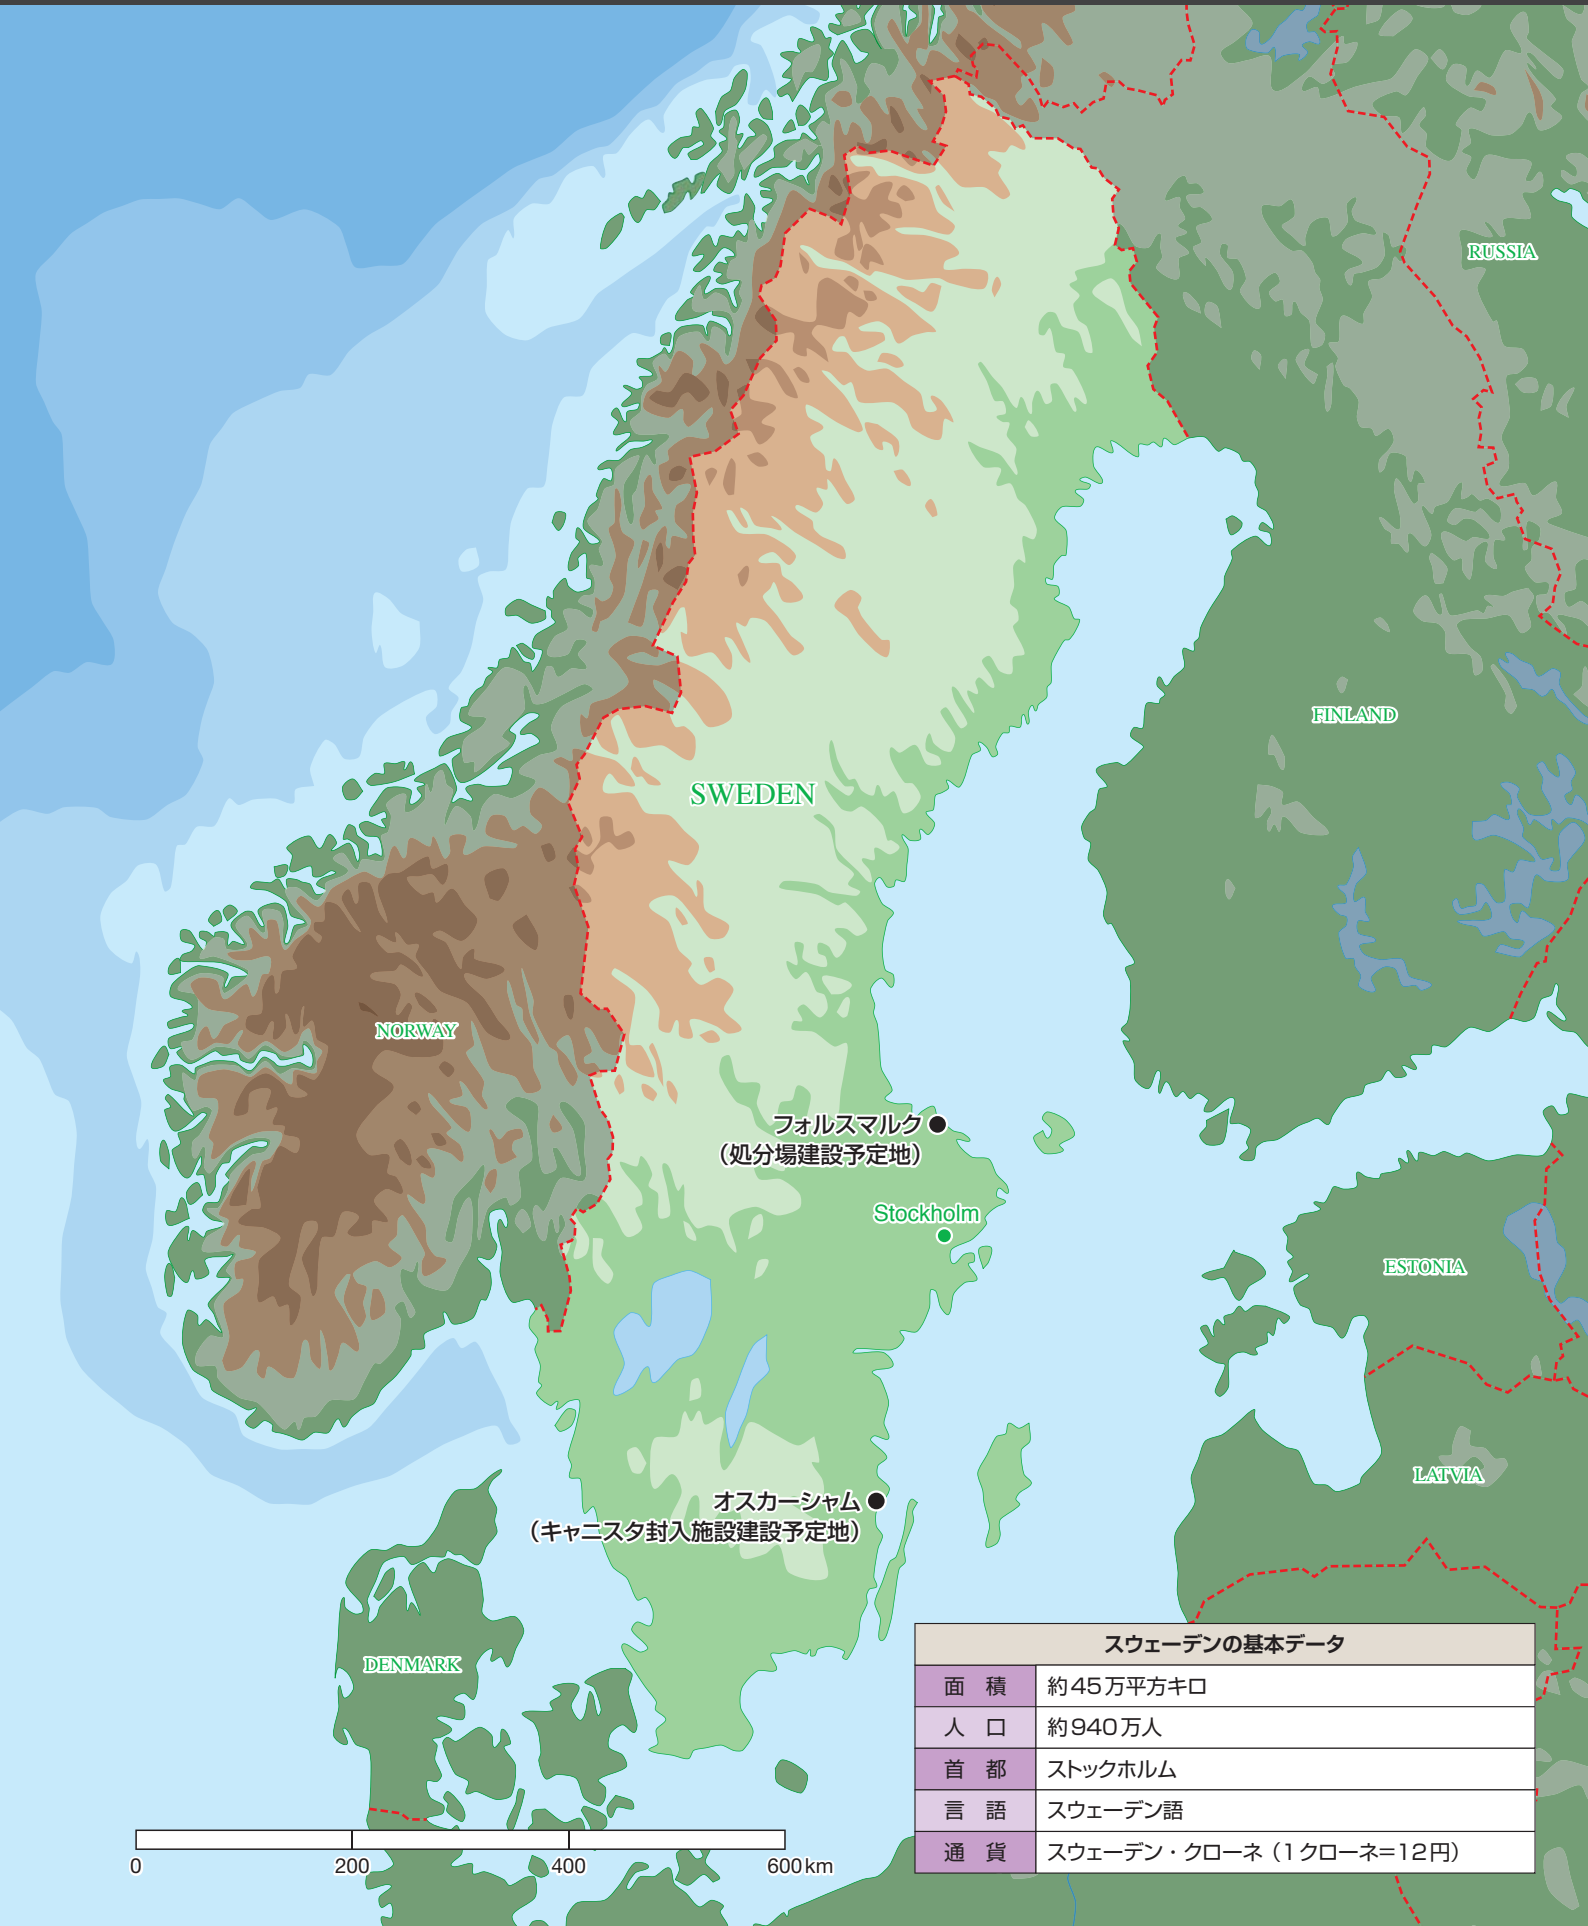 RUSSIA
FINLAND
SWEDEN
NORWAY
フォルスマルク
（処分場建設予定地）
Stockholm
ESTONIA
LATVIA
オスカーシャム
（キャニスタ封入施設建設予定地）
DENMARK
スウェーデンの基本データ
面　積 約45万平方キロ
人　口 約940万人
首　都 ストックホルム
言　語 スウェーデン語
通　貨 スウェーデン・クローネ（1クローネ=12円）
0 200 400 600km